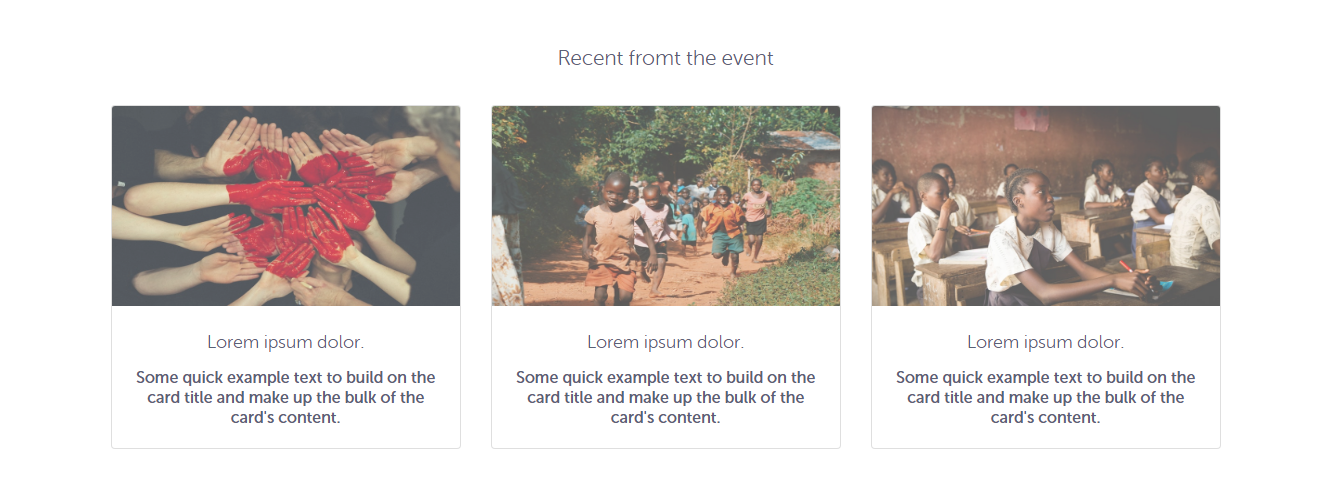 Recent fromt the event
Lorem ipsum dolor.
Some quick example text to build on the
card title and make up the bulk of the
card's content.
Lorem ipsum dolor.
Some quick example text to build on the
card title and make up the bulk of the
card's content.
Lorem ipsum dolor.
Some quick example text to build on the
card title and make up the bulk of the
card's content.